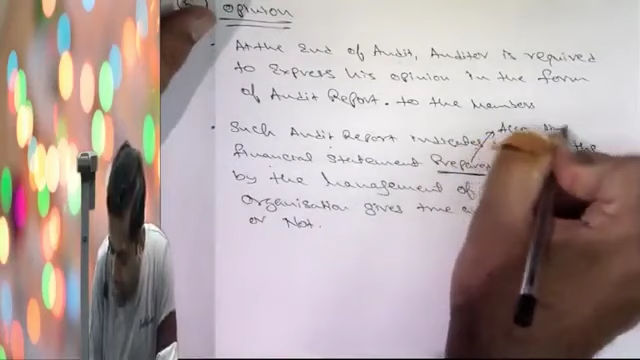 opinion
• At the End of Audit, Auditor is required
to Express his opinion in the form
of Audit Report. to the Members
• Such Audit Report indicates the
financial statement Prepared
by the Management of
Organisation gives true
or Not.